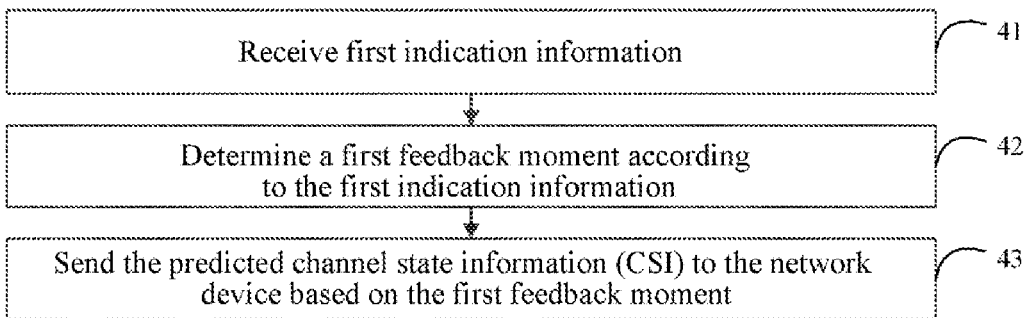 Receive first indication information
41
Determine a first feedback moment according
to the first indication information
42
Send the predicted channel state information (CSI) to the network
device based on the first feedback moment
43